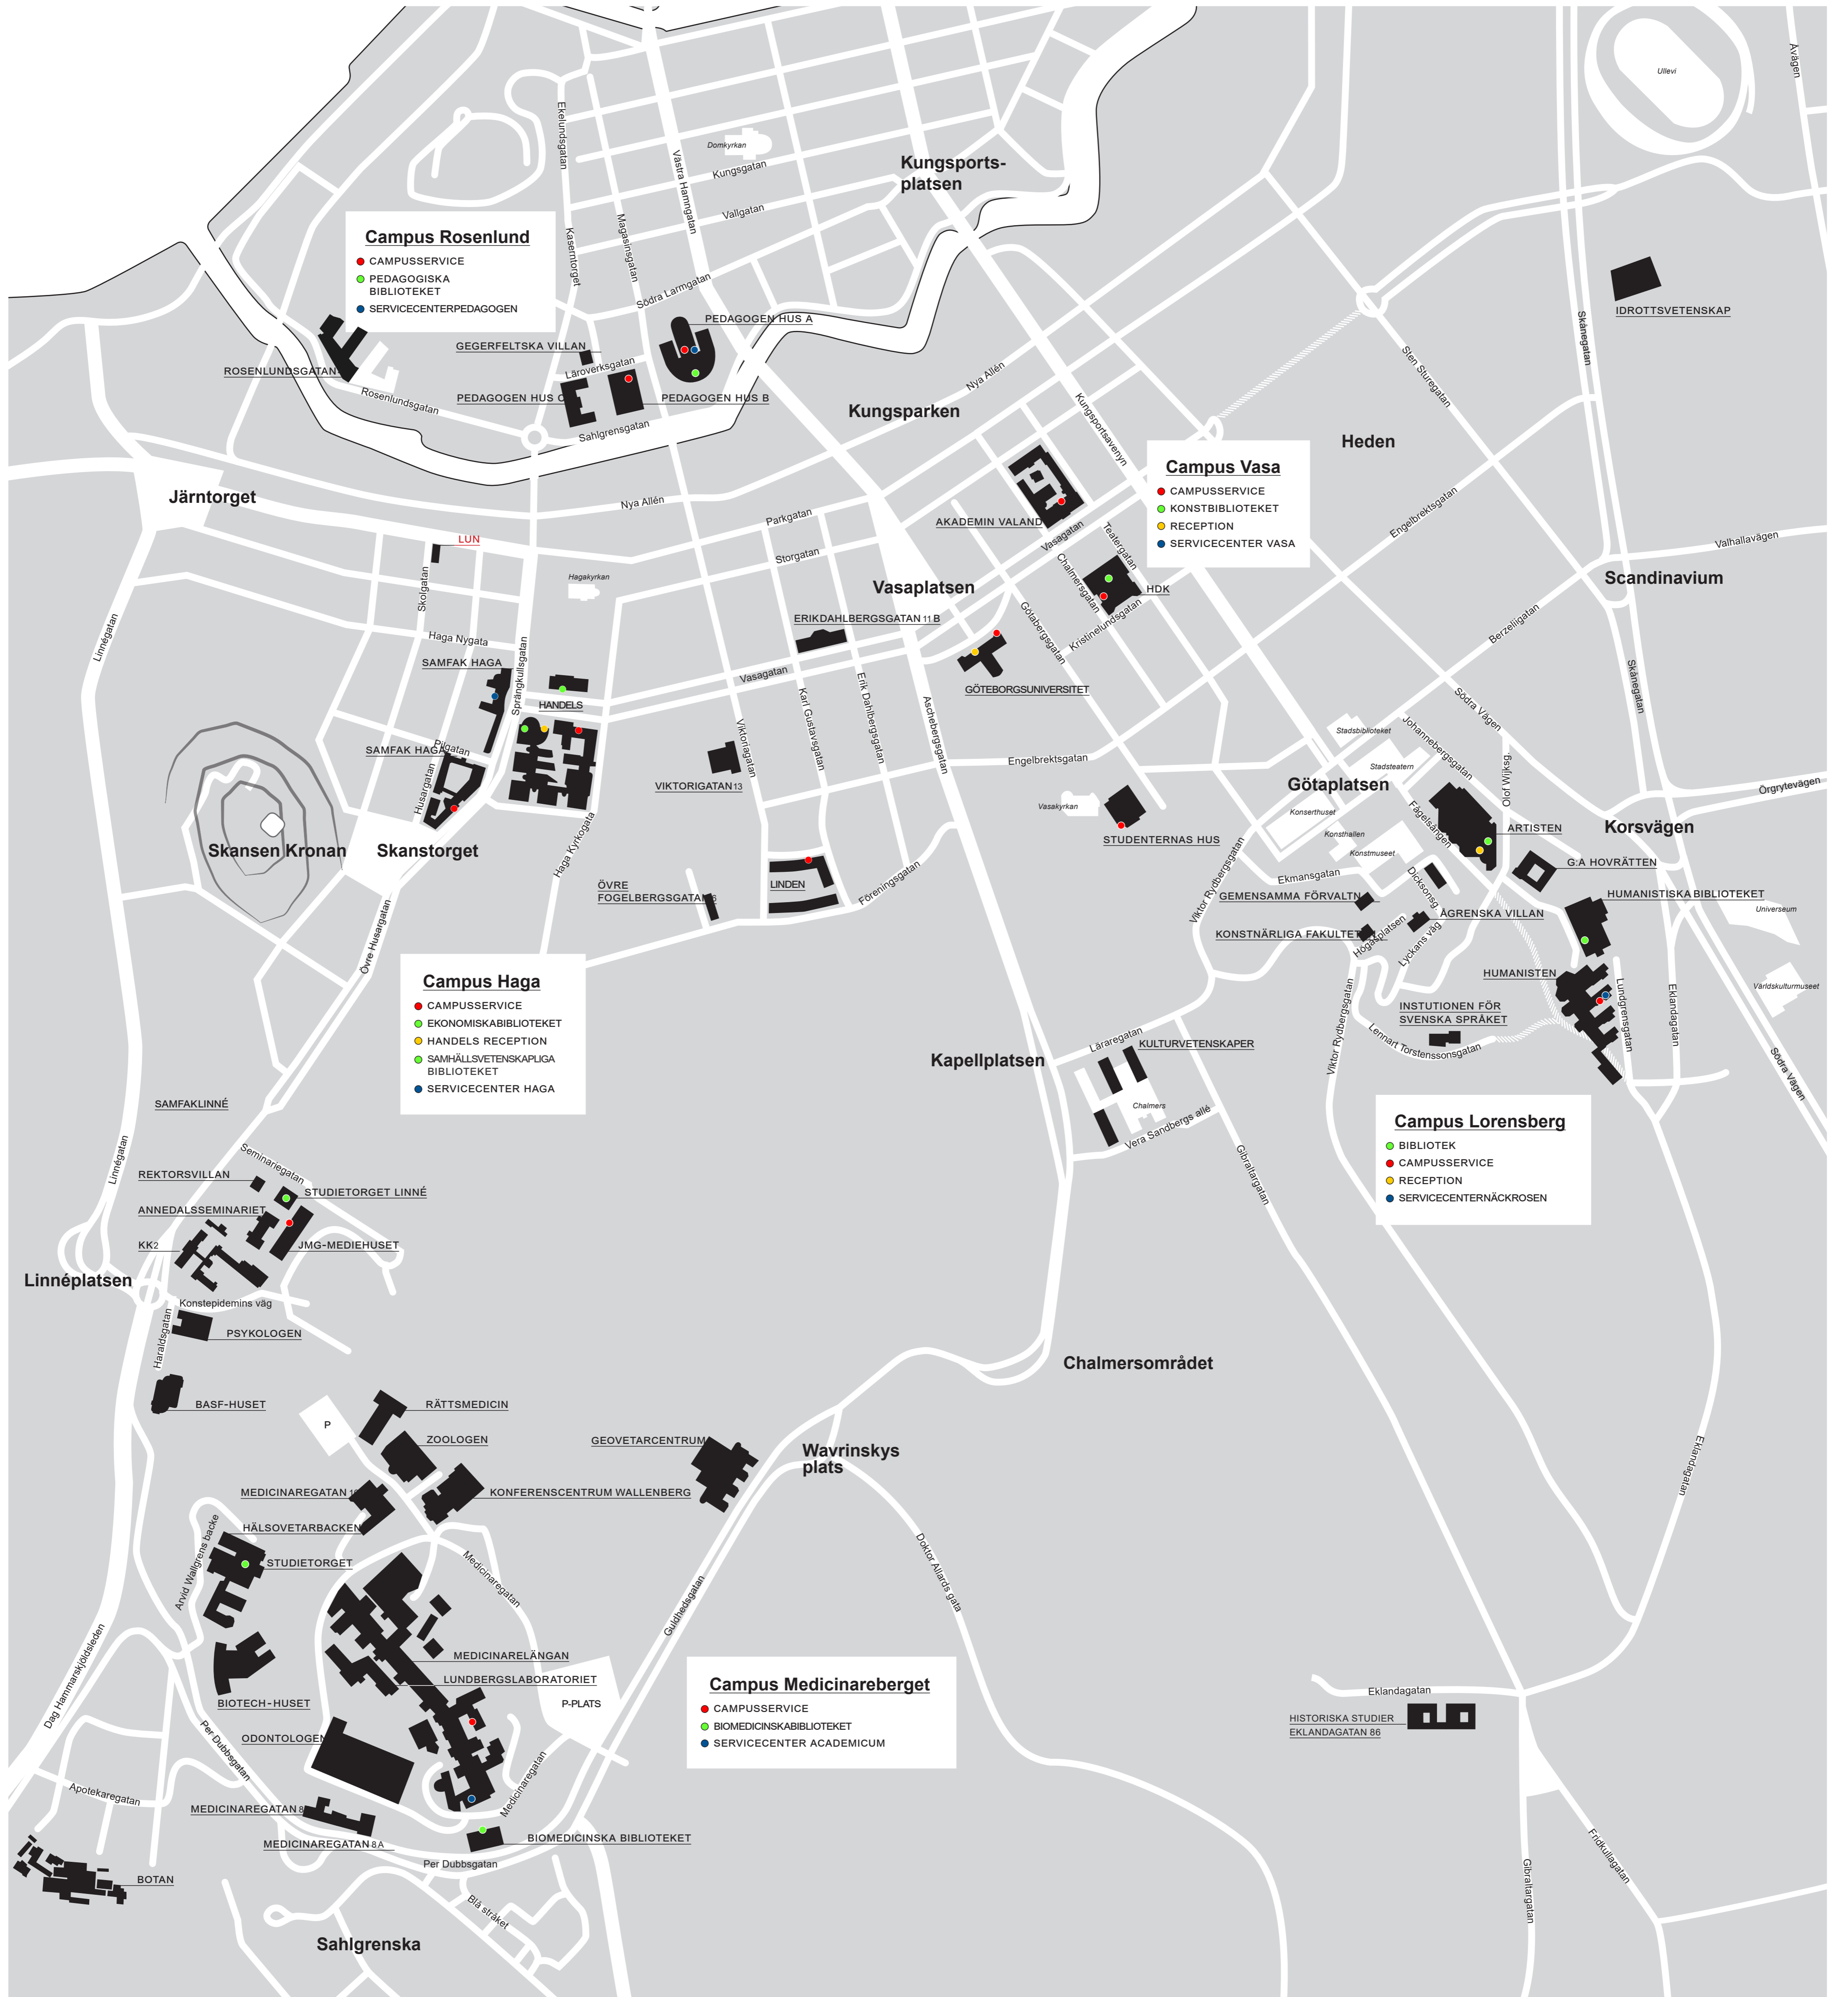 Ullevi
Åvägen
Ekelundsgatan
Västra Hamngatan
Domkyrkan
Kungsgatan
Kungsports-
platsen
Vallgatan
Magasinsgatan
Kaserntorget
Campus Rosenlund
CAMPUSSERVICE
PEDAGOGISKA
BIBLIOTEKET
SERVICECENTERPEDAGOGEN
Södra Larmgatan
PEDAGOGEN HUS A
GEGERFELTSKA VILLAN
Läroverksgatan
ROSENLUNDSGATAN
Rosenlundsgatan
PEDAGOGEN HUS C
PEDAGOGEN HUS B
Sahlgrensgatan
IDROTTSVETENSKAP
Skånegatan
Sten Sturegatan
Nya Allén
Kungsparken
Kungsportsavenyn
Heden
Campus Vasa
CAMPUSSERVICE
KONSTBIBLIOTEKET
RECEPTION
SERVICECENTER VASA
Järntorget
Nya Allén
Parkgatan
Storgatan
AKADEMIN VALAND
Vasagatan
Teatergatan
Engelbrektsgatan
Valhallavägen
Scandinavium
LUN
Skolgatan
Hagakyrkan
Vasaplatsen
Chalmersgatan
HDK
Kristinelundsgatan
Götabergsgatan
Berzeliigatan
Linnégatan
Haga Nygata
ERIKDAHLBERGSGATAN 11 B
SAMFAK HAGA
Sprängkullsgatan
HANDELS
Vasagatan
GÖTEBORGSUNIVERSITET
Skånegatan
Södra Vägen
Karl Gustavsgatan
Erik Dahlbergsgatan
Aschebergsgatan
Viktoriagatan
Pilgatan
SAMFAK HAGA
Husargatan
VIKTORIGATAN 13
Engelbrektsgatan
Stadsbiblioteket
Johannebergsgatan
Stadsteatern
Olof Wijksg.
Götaplatsen
Örgrytevägen
Vasakyrkan
STUDENTERNAS HUS
Konserthuset
Konsthallen
Konstmuseet
Fågelsången
ARTISTEN
Korsvägen
G:A HOVRÄTTEN
Skansen Kronan
Skanstorget
Haga Kyrkogata
ÖVRE
FOGELBERGSGATAN
LINDEN
Föreningsgatan
Viktor Rydbergsgatan
Ekmansgatan
Dicksonsg.
GEMENSAMMA FÖRVALTN
HUMANISTISKA BIBLIOTEKET
ÅGRENSKA VILLAN
Universeum
KONSTNÄRLIGA FAKULTETEN
Högåsplatsen
Lyckans väg
Övre Husargatan
HUMANISTEN
Världskulturmuseet
Lundgrensgatan
Eklandagatan
Campus Haga
CAMPUSSERVICE
EKONOMISKABIBLIOTEKET
HANDELS RECEPTION
SAMHÄLLSVETENSKAPLIGA
BIBLIOTEKET
SERVICECENTER HAGA
INSTUTIONEN FÖR
SVENSKA SPRÅKET
Viktor Rydbergsgatan
Lennart Torstenssonsgatan
Kapellplatsen
Läraregatan
KULTURVETENSKAPER
Chalmers
Vera Sandbergs allé
Södra Vägen
SAMFAKLINNÉ
Linnégatan
Seminariegatan
Gibraltargatan
Campus Lorensberg
BIBLIOTEK
CAMPUSSERVICE
RECEPTION
SERVICECENTERNÄCKROSEN
REKTORSVILLAN
STUDIETORGET LINNÉ
ANNEDALSSEMINARIET
KK2
JMG-MEDIEHUSET
Linnéplatsen
Konstepidemins väg
Haraldsgatan
PSYKOLOGEN
Chalmersområdet
BASF-HUSET
P
RÄTTSMEDICIN
ZOOLOGEN
GEOVETARCENTRUM
Wavrinskys
plats
Eklandagatan
MEDICINAREGATAN
KONFERENSCENTRUM WALLENBERG
HÄLSOVETARBACKEN
Arvid Wallgrens backe
STUDIETORGET
Medicinaregatan
Doktor Allards gata
Guldhedsgatan
Dag Hammarskjöldsleden
MEDICINARELÄNGAN
LUNDBERGSLABORATORIET
BIOTECH-HUSET
P-PLATS
Campus Medicinareberget
CAMPUSSERVICE
BIOMEDICINSKABIBLIOTEKET
SERVICECENTER ACADEMICUM
Eklandagatan
HISTORISKA STUDIER
EKLANDAGATAN 86
Per Dubbsgatan
ODONTOLOGEN
Medicinaregatan
Apotekaregatan
MEDICINAREGATAN 8
MEDICINAREGATAN 8 A
BIOMEDICINSKA BIBLIOTEKET
Per Dubbsgatan
Fridkullagatan
Gibraltargatan
BOTAN
Blå stråket
Sahlgrenska